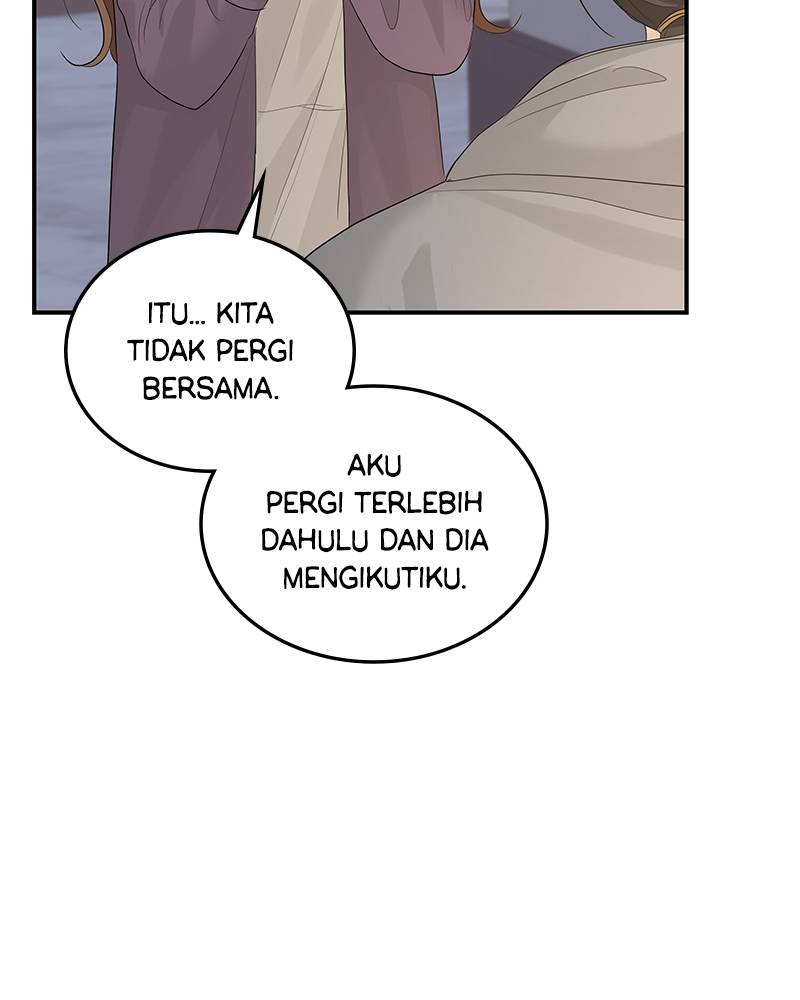 ITU... KITA
TIDAK PERGI
BERSAMA.
AKU
PERGI TERLEBIH
DAHULU DAN DIA
MENGIKUTIKU.